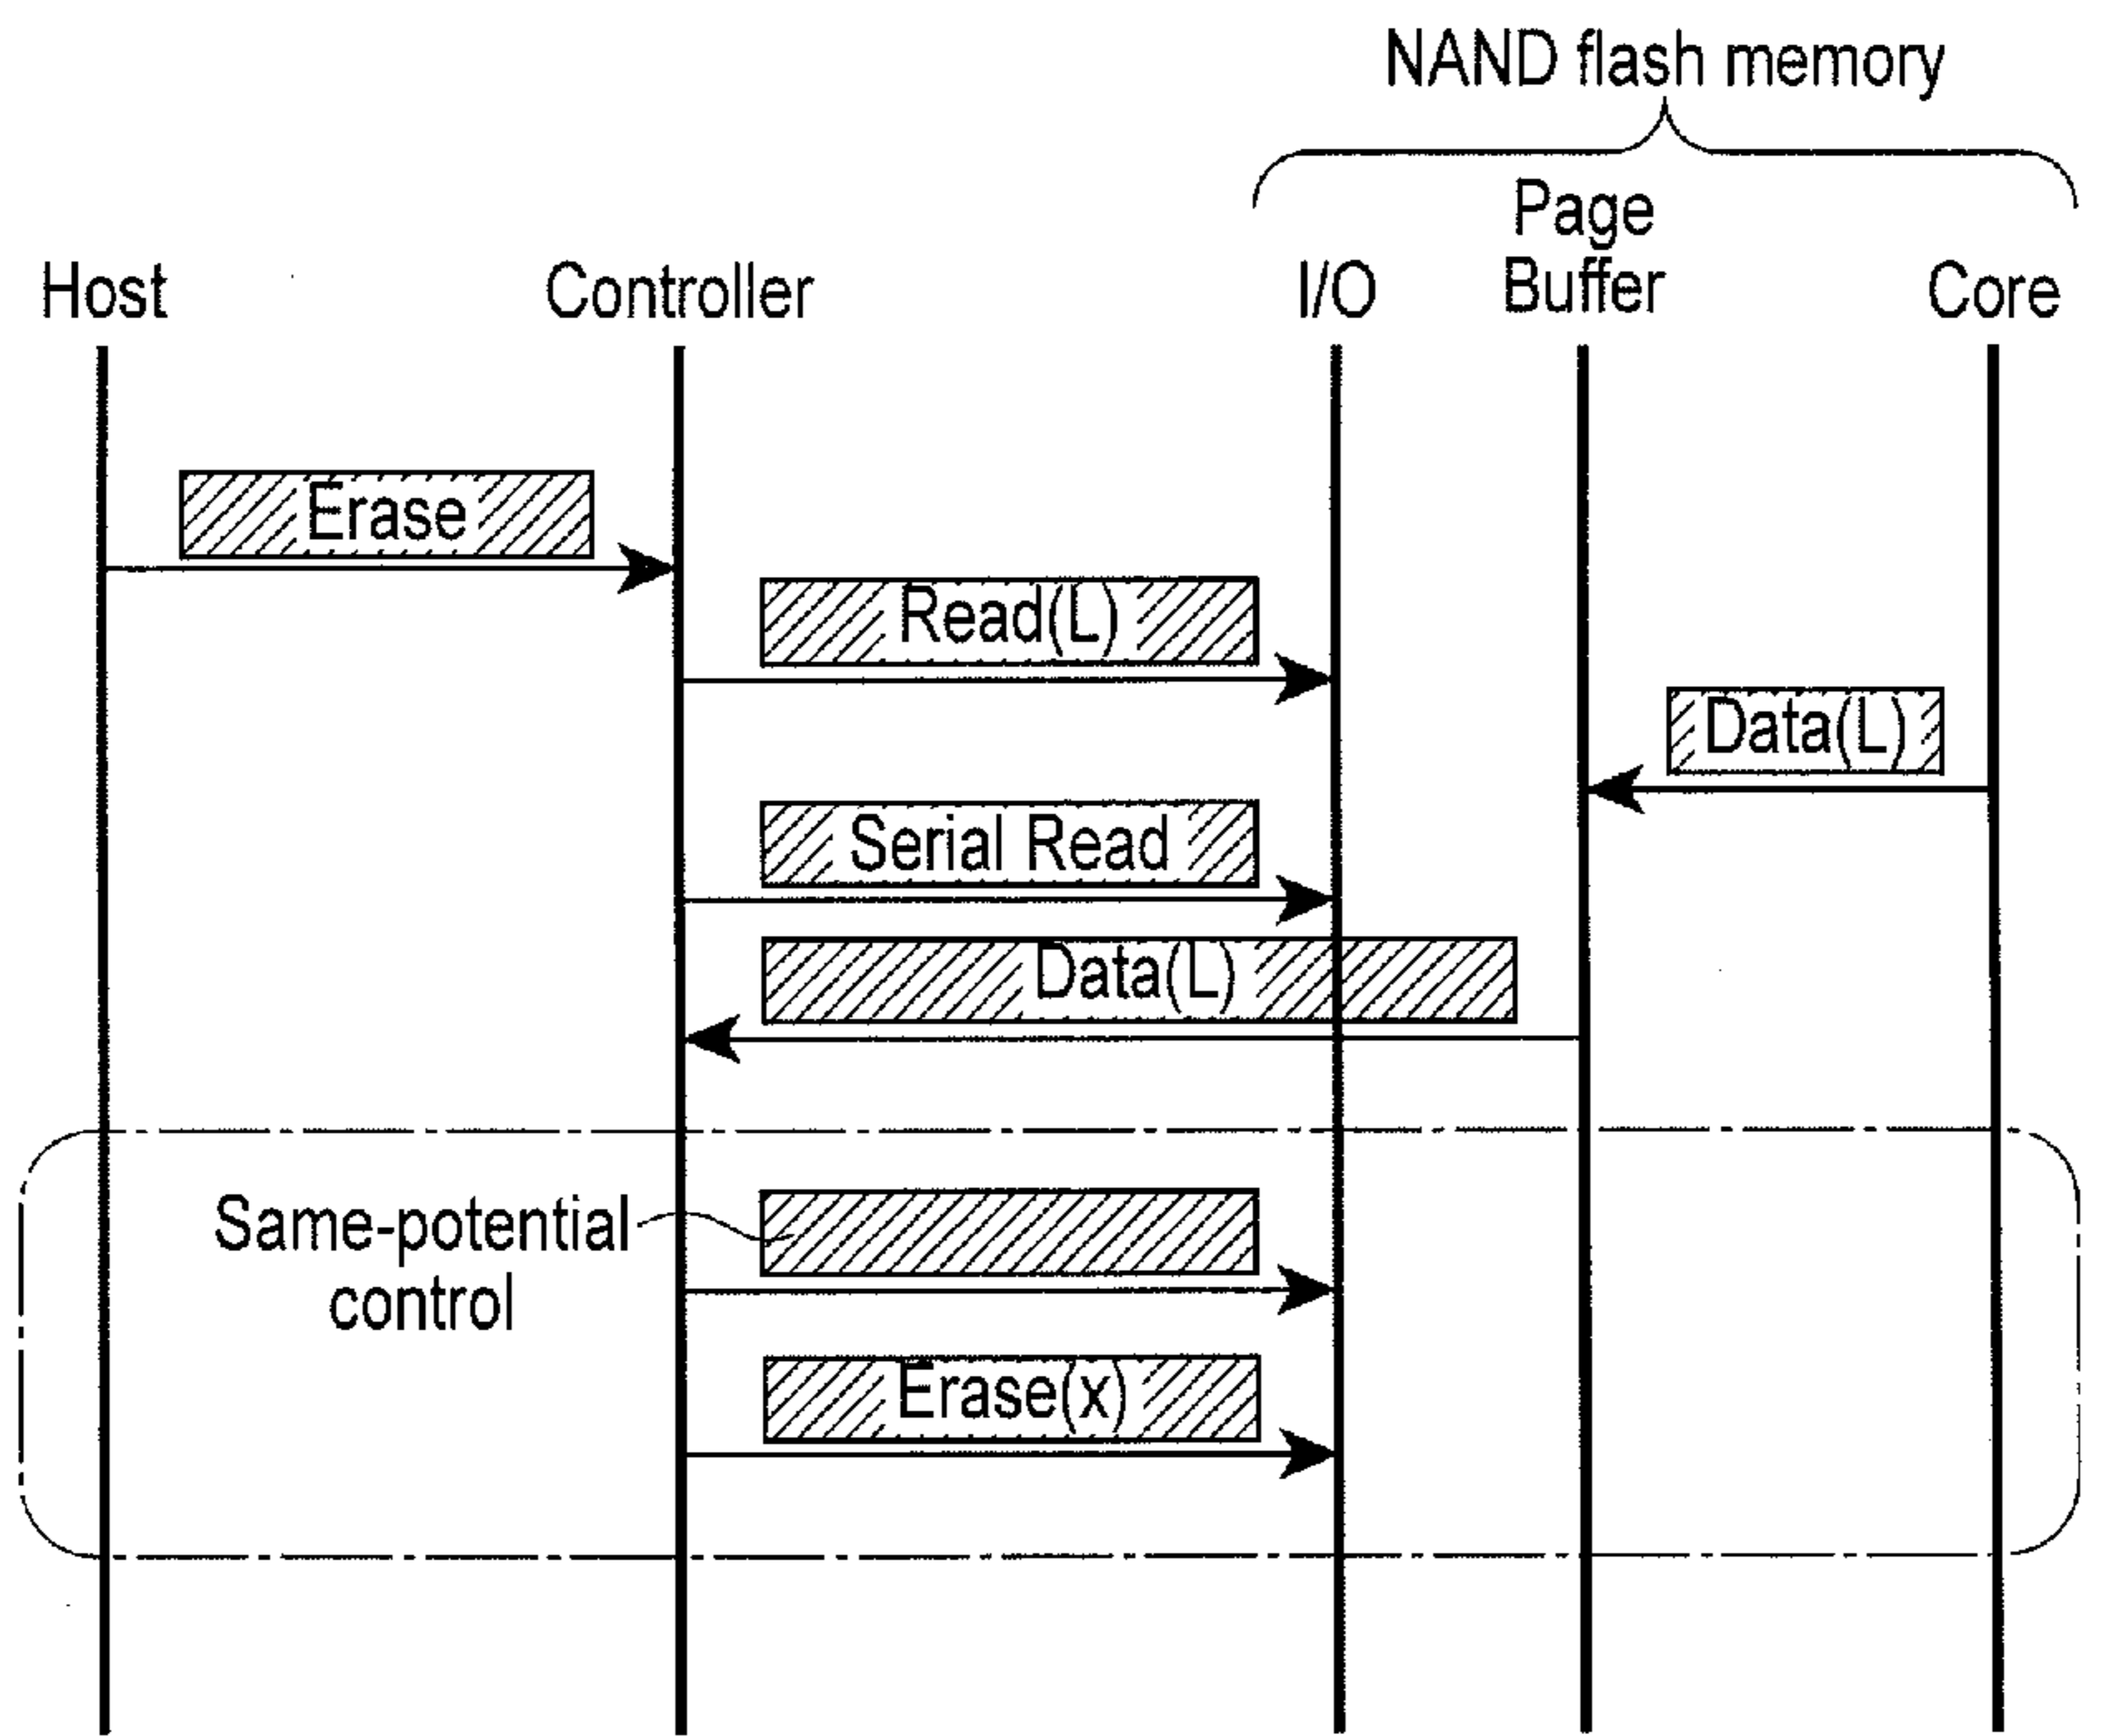 NAND flash memory
Page
Host
Controller
I/O
Buffer
Core
Erase
Read(L)
Data(L)
Serial Read
Data(L)
Same-potential
control
Erase(x)